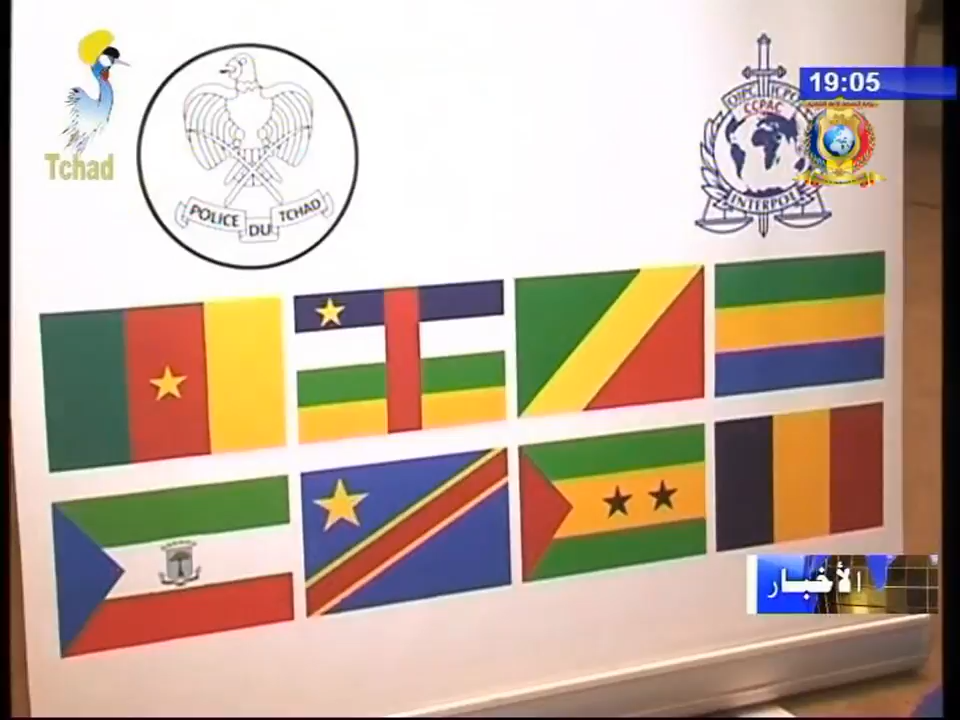 Tchad
POLICE DU TCHAD
19:05
OIPC ICPO
CCPAC
INTERPOL
الأخبار